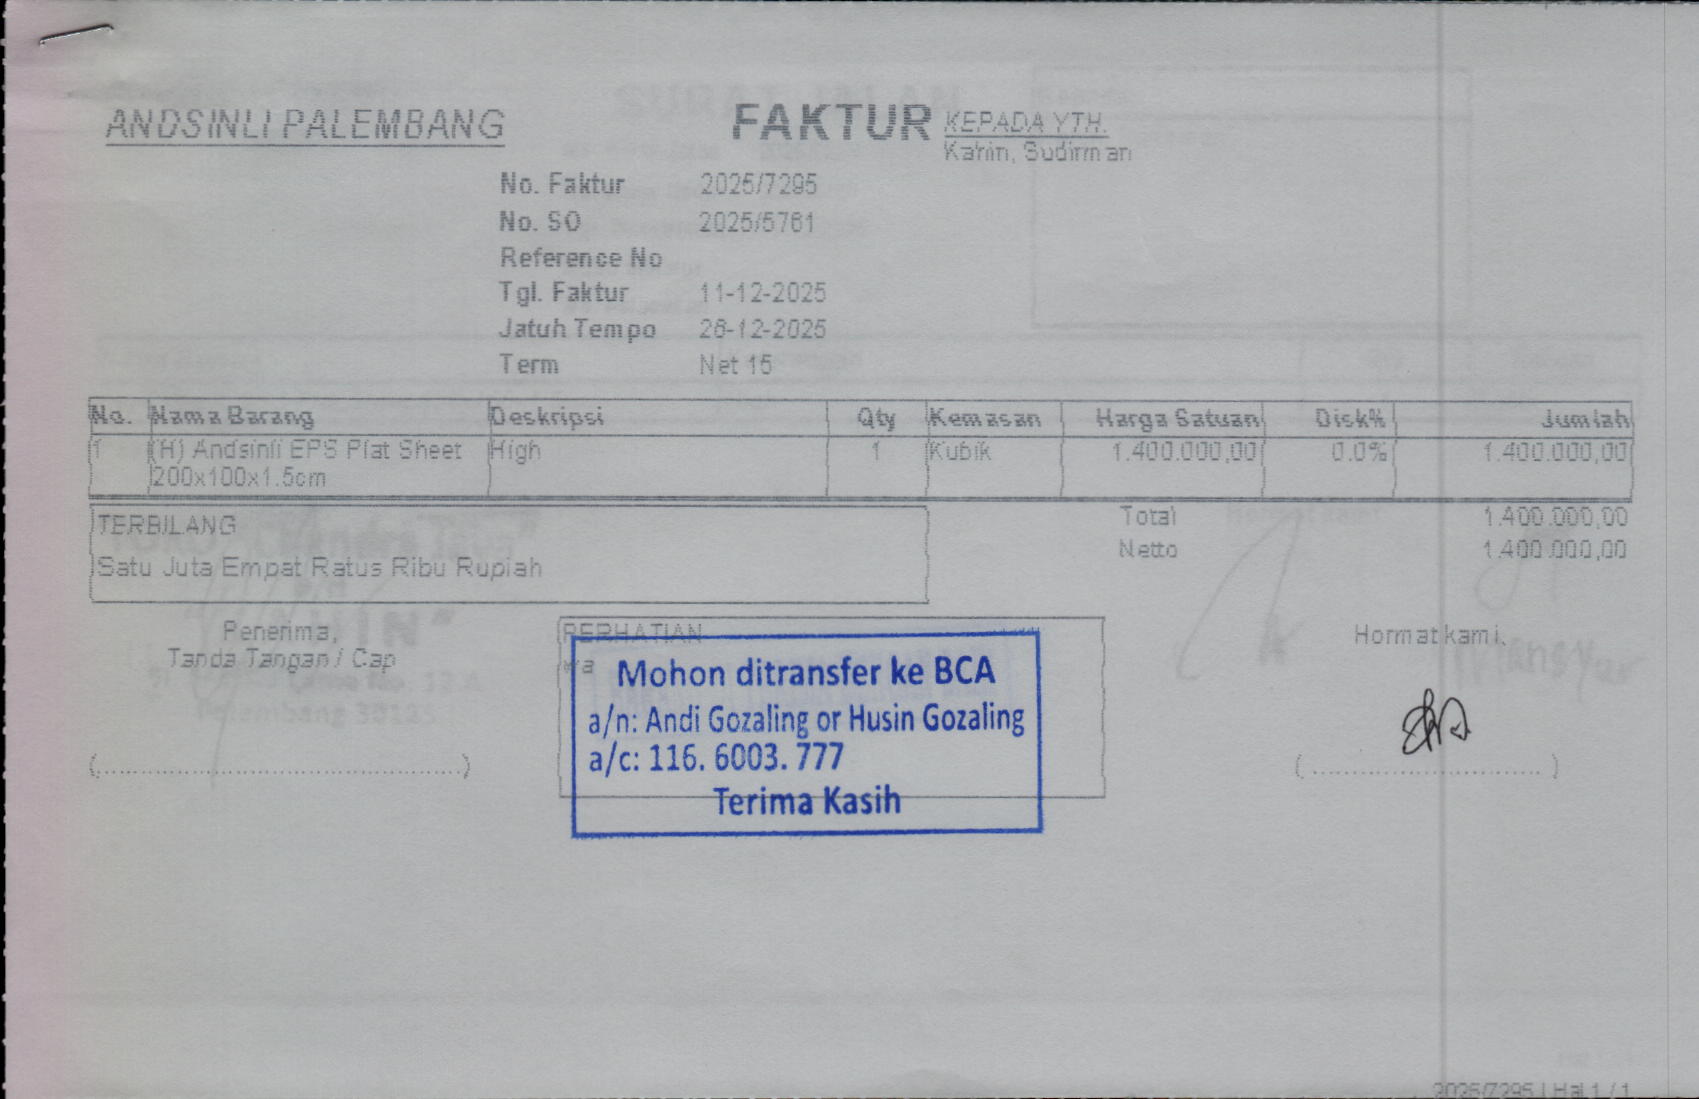 ANDSINLI PALEMBANG
FAKTUR
KEPADA YTH.
Kahin, Sudirman
No. Faktur 2025/7295
No. SO 2025/5761
Reference No
Tgl. Faktur 11-12-2025
Jatuh Tempo 26-12-2025
Term Net 15
No. Nama Barang Deskripsi Qty Kemasan Harga Satuan Disk% Jumlah
1 (H) Andsinli EPS Plat Sheet High 1 Kubik 1.400.000,00 0.0% 1.400.000,00
200x100x1.5cm
TERBILANG
Satu Juta Empat Ratus Ribu Rupiah
Total 1.400.000,00
Netto 1.400.000,00
Penerima,
Tanda Tangan / Cap
PERHATIAN
Mohon ditransfer ke BCA
a/n: Andi Gozaling or Husin Gozaling
a/c: 116. 6003. 777
Terima Kasih
Hormat kami,
2025/7295 | Hal 1 / 1